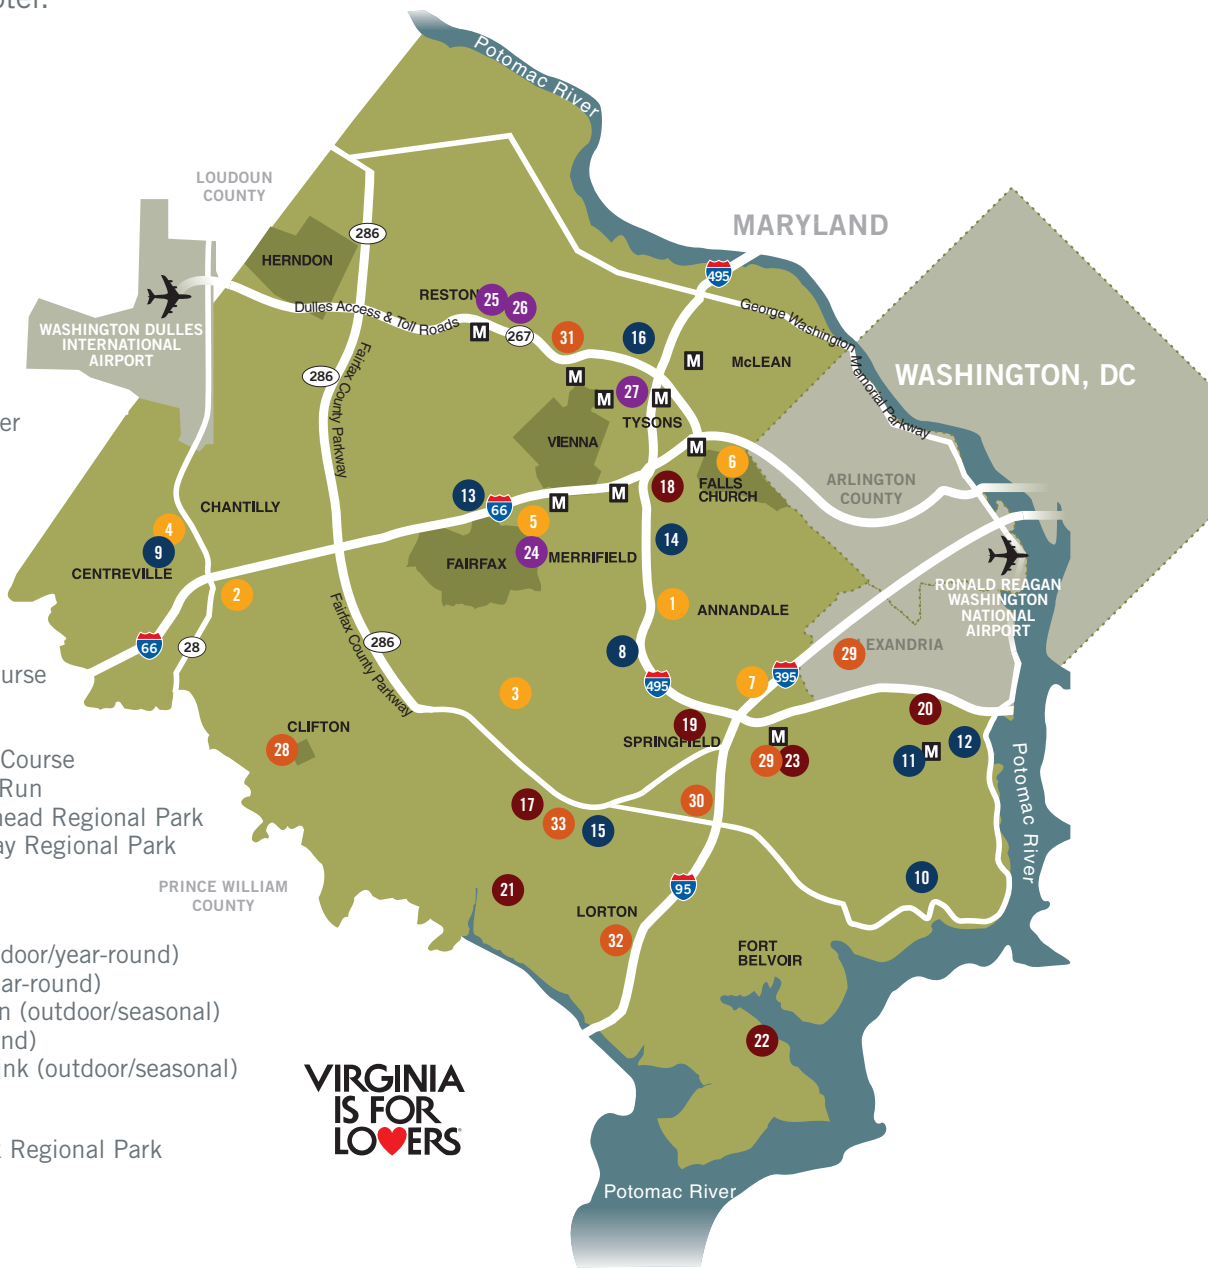 Potomac River
LOUDOUN
COUNTY
MARYLAND
286
HERNDON
495
RESTON
25
26
Dulles Access & Toll Roads
M
267
31
16
George Washington
Memorial Parkway
WASHINGTON DULLES
INTERNATIONAL
AIRPORT
M
McLEAN
WASHINGTON, DC
286
Fairfax County Parkway
M
M
27
M
TYSONS
VIENNA
M
6
FALLS
CHURCH
ARLINGTON
COUNTY
18
13
66
M
M
CHANTILLY
4
9
CENTREVILLE
5
24
FAIRFAX
MERRIFIELD
14
RONALD REAGAN
WASHINGTON
NATIONAL
AIRPORT
2
1
ANNANDALE
66
28
Fairfax County Parkway
286
8
495
29
EXANDRIA
395
7
3
urse
CLIFTON
28
19
SPRINGFIELD
20
M
12
11
M
29
23
Potomac River
Course
Run
head Regional Park
ay Regional Park
17
33
15
30
10
PRINCE WILLIAM
COUNTY
21
95
LORTON
32
FORT
BELVOIR
door/year-round)
ar-round)
n (outdoor/seasonal)
nd)
ink (outdoor/seasonal)
22
VIRGINIA
IS FOR
LO♥ERS
Regional Park
Potomac River